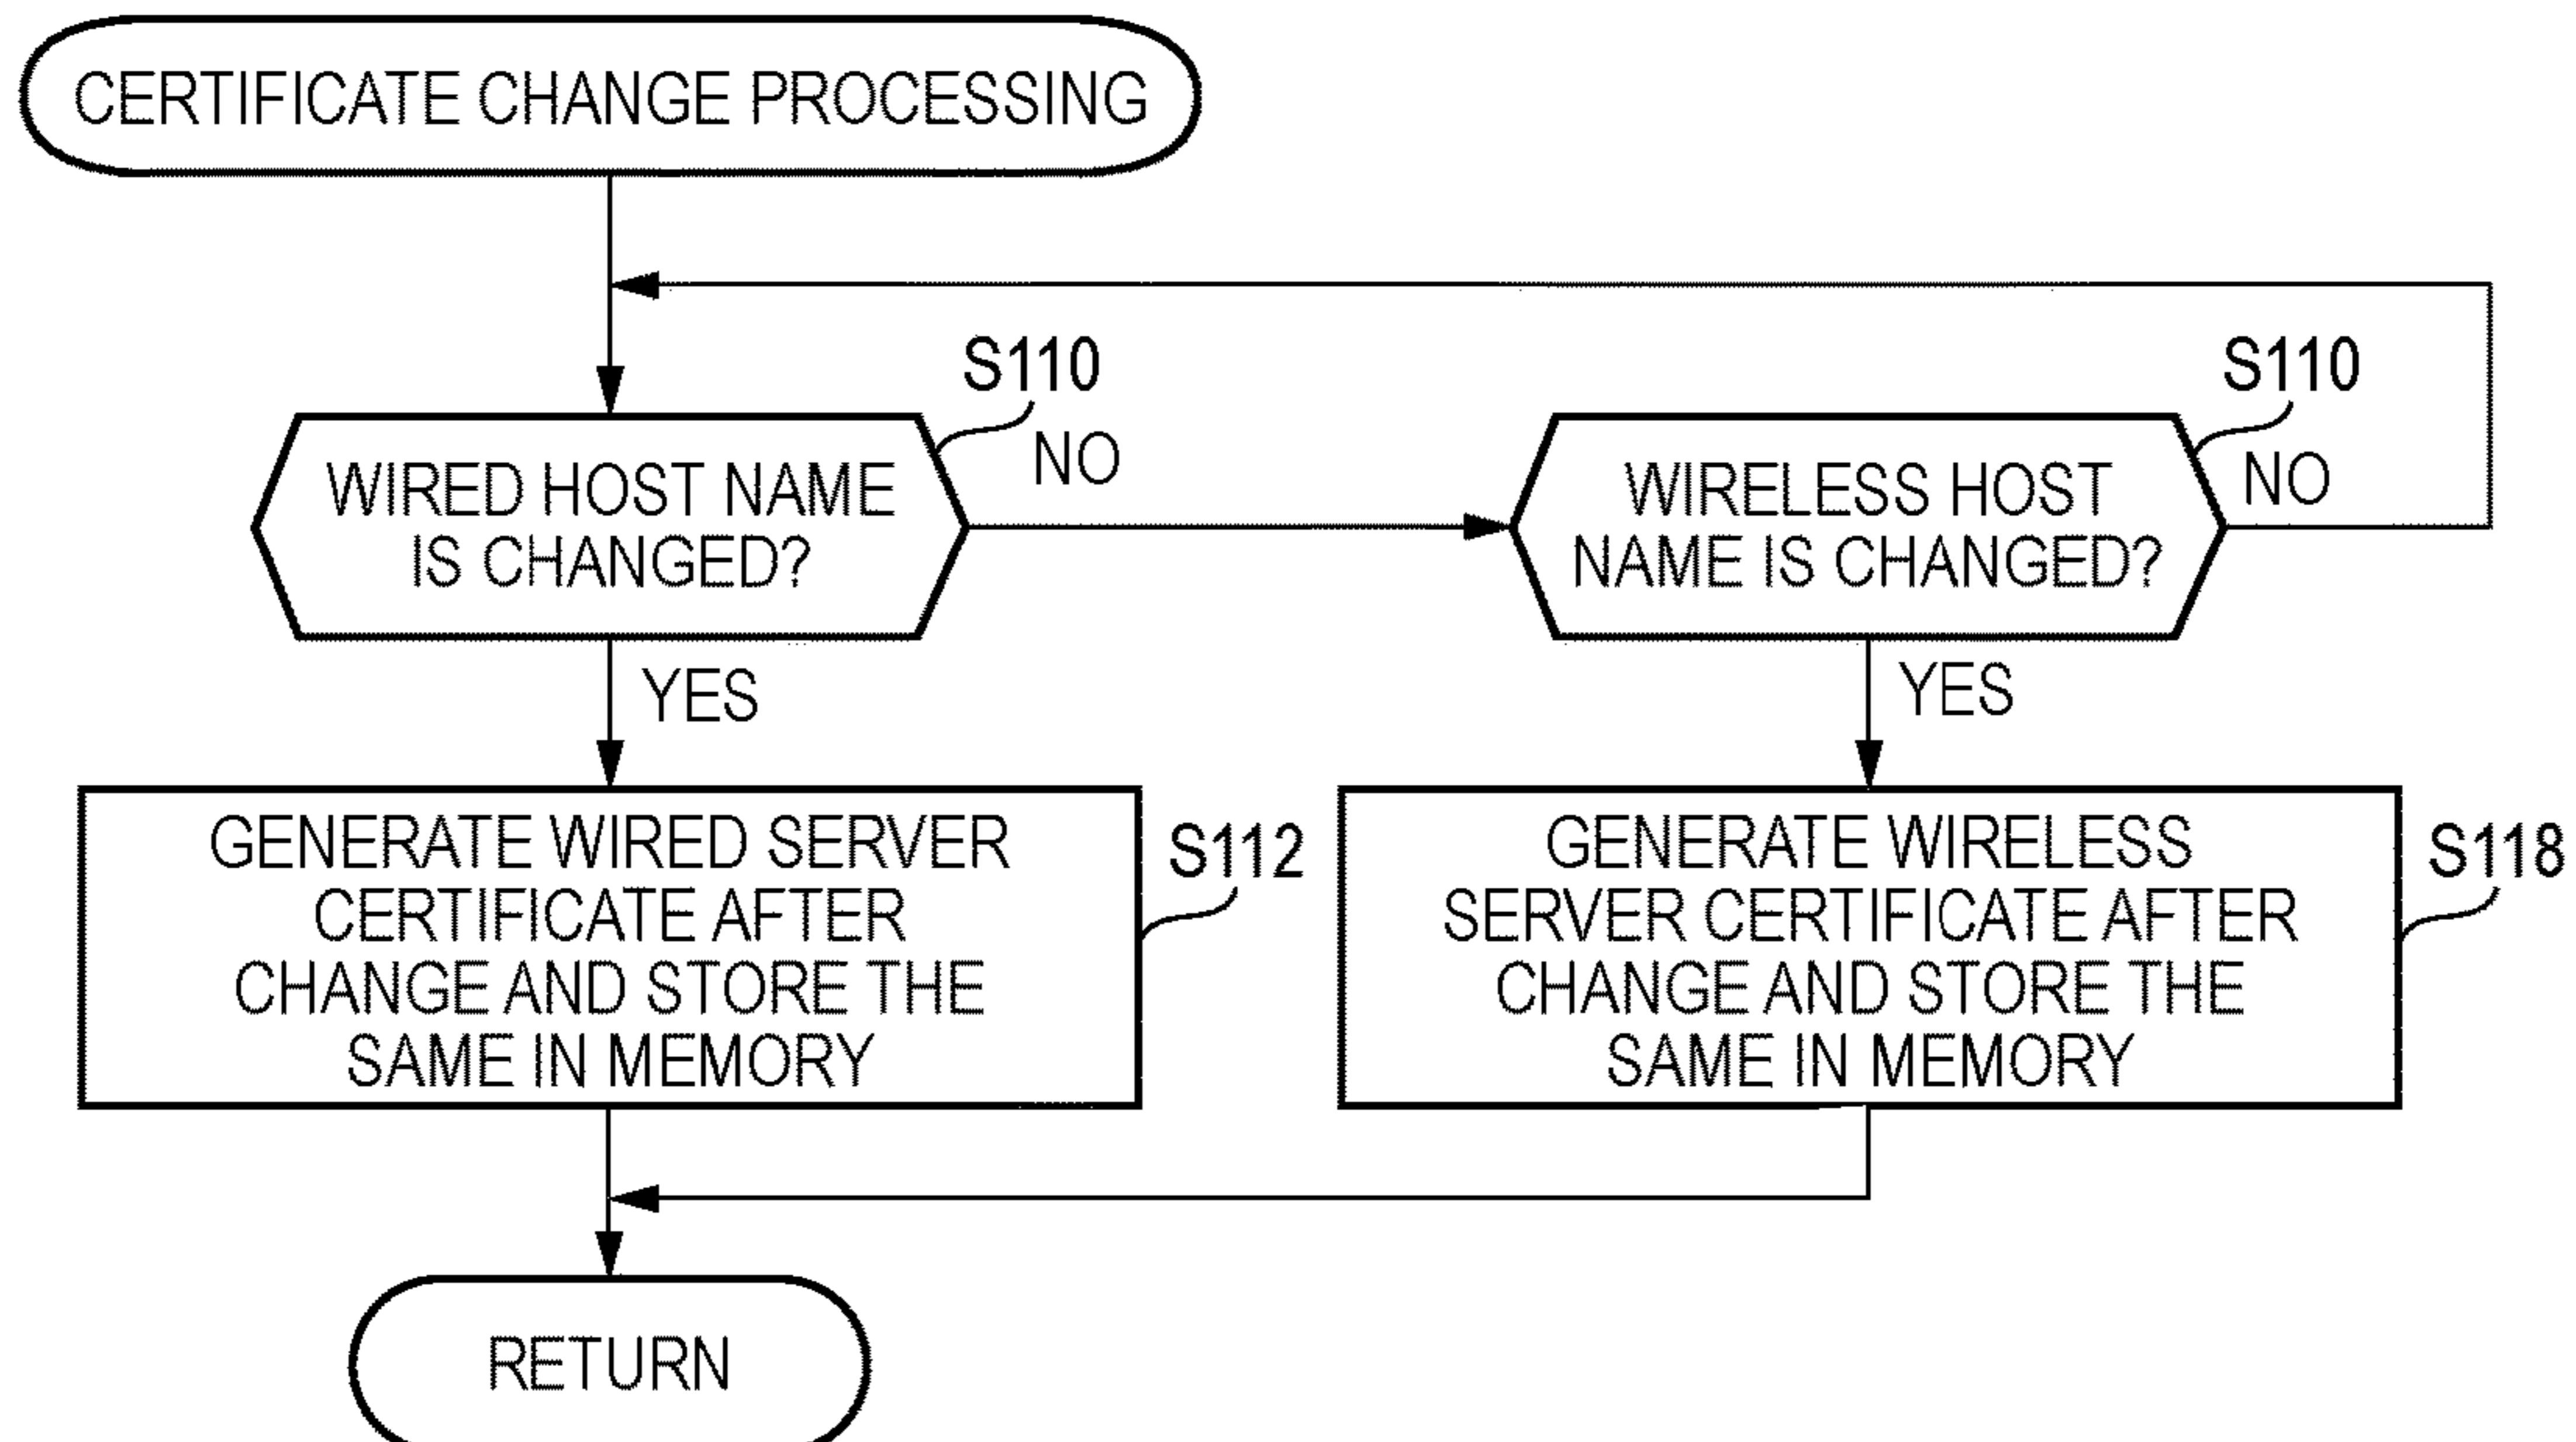 CERTIFICATE CHANGE PROCESSING
S110
NO
WIRED HOST NAME
IS CHANGED?
YES
S110
NO
WIRELESS HOST
NAME IS CHANGED?
YES
GENERATE WIRED SERVER
CERTIFICATE AFTER
CHANGE AND STORE THE
SAME IN MEMORY
S112
GENERATE WIRELESS
SERVER CERTIFICATE AFTER
CHANGE AND STORE THE
SAME IN MEMORY
S118
RETURN